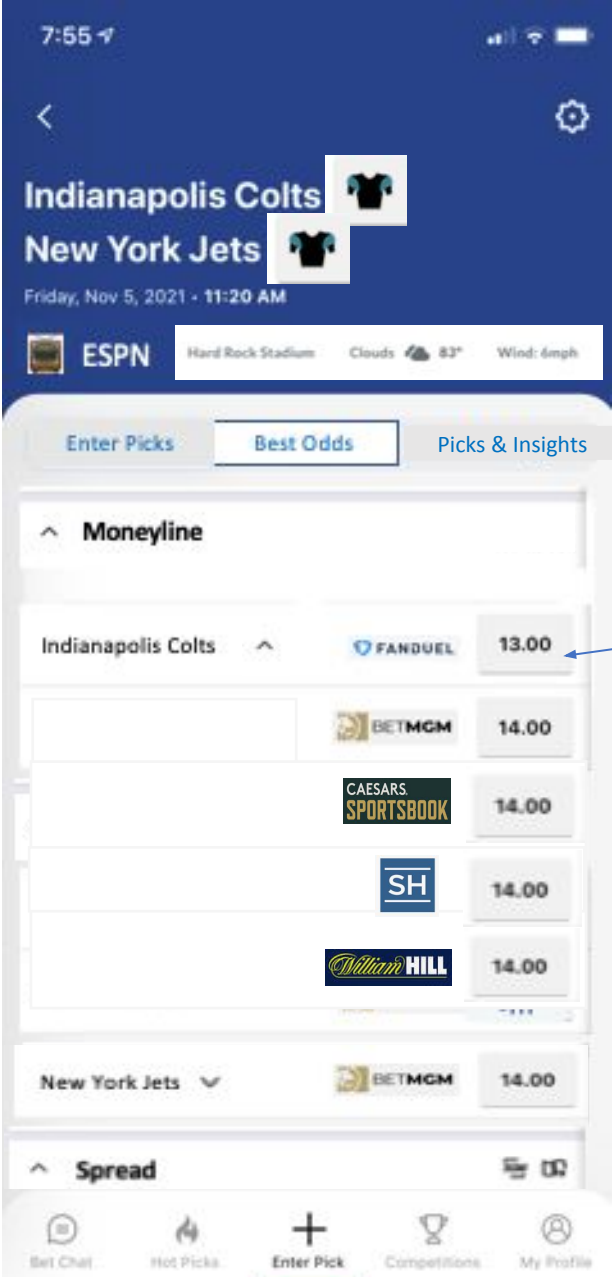 7:55
Indianapolis Colts
New York Jets
Friday, Nov 5, 2021 - 11:20 AM
ESPN Hard Rock Stadium Clouds 83° Wind: 6mph
Enter Picks Best Odds Picks & Insights
Moneyline
Indianapolis Colts FANDUEL 13.00
BETMGM 14.00
CAESARS
SPORTSBOOK 14.00
SH 14.00
William HILL 14.00
New York Jets BETMGM 14.00
Spread
Bet Chat Hot Picks Enter Pick Competitions My Profile